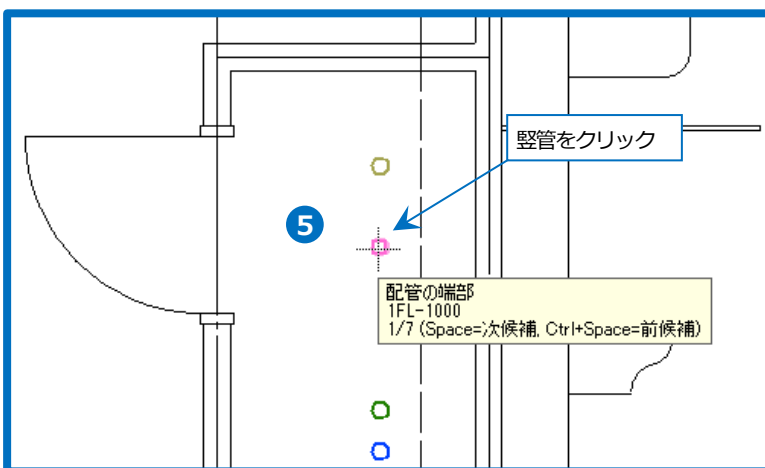 竪管をクリック
5
配管の端部
1FL-1000
1/7 (Space=次候補, Ctrl+Space=前候補)